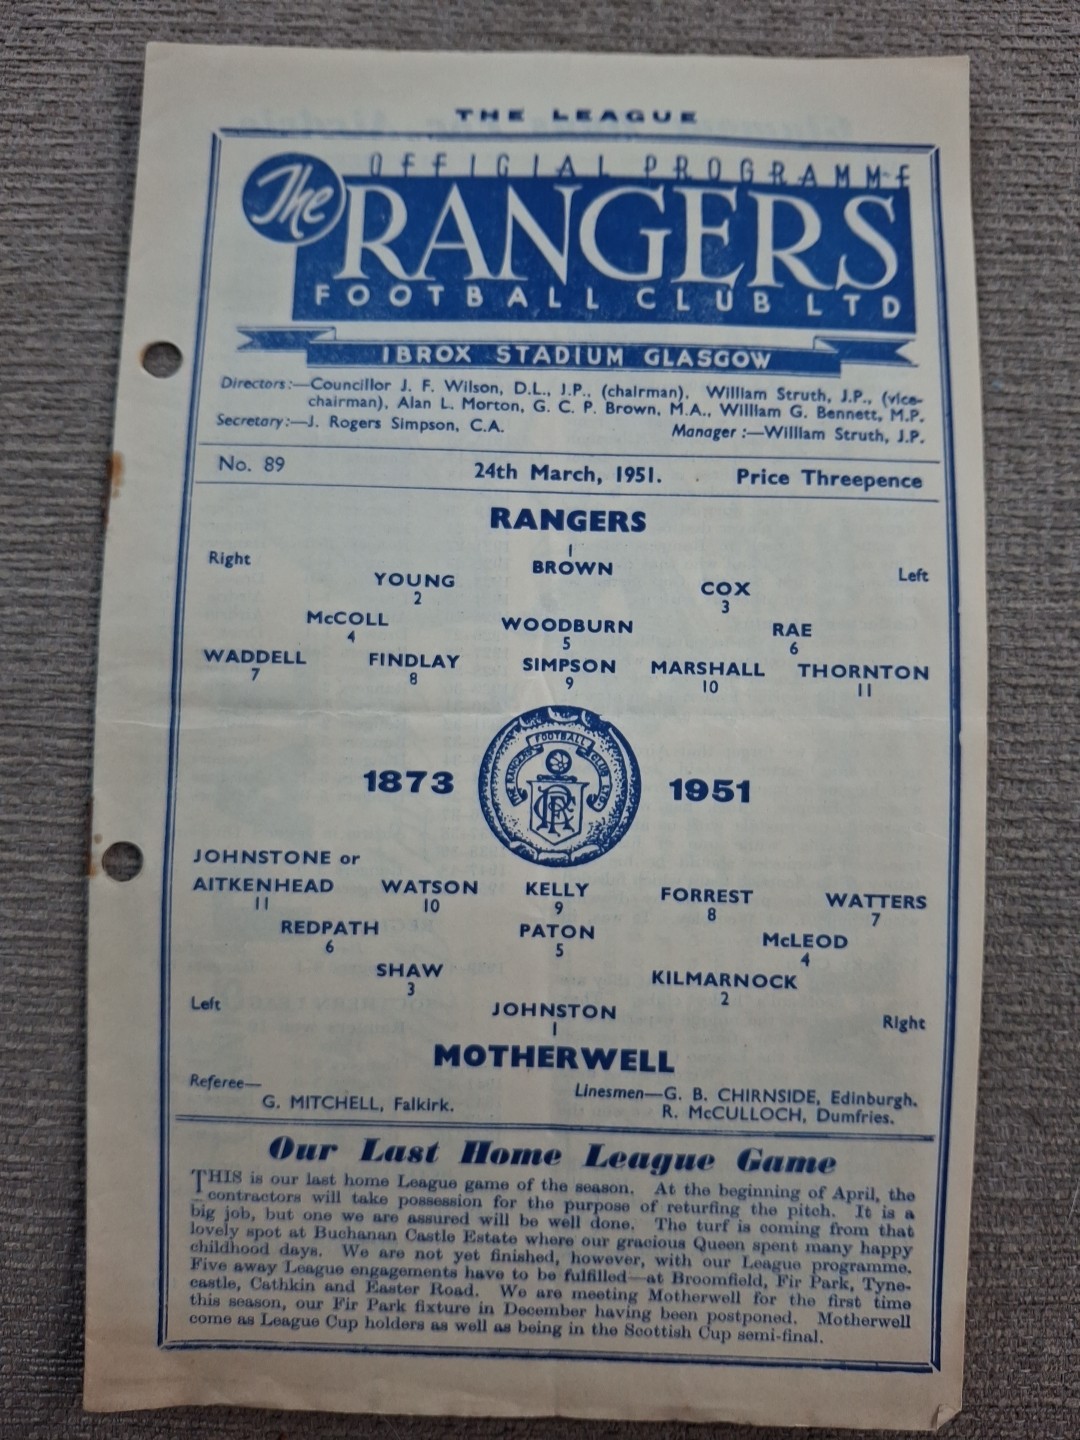 THE LEAGUE
OFFICIAL PROGRAMME
The RANGERS
FOOTBALL CLUB LTD
IBROX STADIUM GLASGOW
Directors:—Councillor J. F. Wilson, D.L., J.P., (chairman), William Struth, J.P., (vice-
chairman), Alan L. Morton, G. C. P. Brown, M.A., William G. Bennett, M.P.
Secretary:—J. Rogers Simpson, C.A. Manager:—William Struth, J.P.
No. 89 24th March, 1951. Price Threepence
RANGERS
Right 1 Left
BROWN
YOUNG COX
2 3
McCOLL WOODBURN RAE
4 5 6
WADDELL FINDLAY SIMPSON MARSHALL THORNTON
7 8 9 10 11
THE RANGERS FOOTBALL CLUB LTD.
1873 1951
JOHNSTONE or
AITKENHEAD WATSON KELLY FORREST WATTERS
11 10 9 8 7
REDPATH PATON McLEOD
6 5 4
SHAW KILMARNOCK
3 2
Left JOHNSTON Right
1
MOTHERWELL
Referee— Linesmen—G. B. CHIRNSIDE, Edinburgh.
G. MITCHELL, Falkirk. R. McCULLOCH, Dumfries.
Our Last Home League Game
THIS is our last home League game of the season. At the beginning of April, the
contractors will take possession for the purpose of returfing the pitch. It is a
big job, but one we are assured will be well done. The turf is coming from that
lovely spot at Buchanan Castle Estate where our gracious Queen spent many happy
childhood days. We are not yet finished, however, with our League programme.
Five away League engagements have to be fulfilled—at Broomfield, Fir Park, Tyne-
castle, Cathkin and Easter Road. We are meeting Motherwell for the first time
this season, our Fir Park fixture in December having been postponed. Motherwell
come as League Cup holders as well as being in the Scottish Cup semi-final.